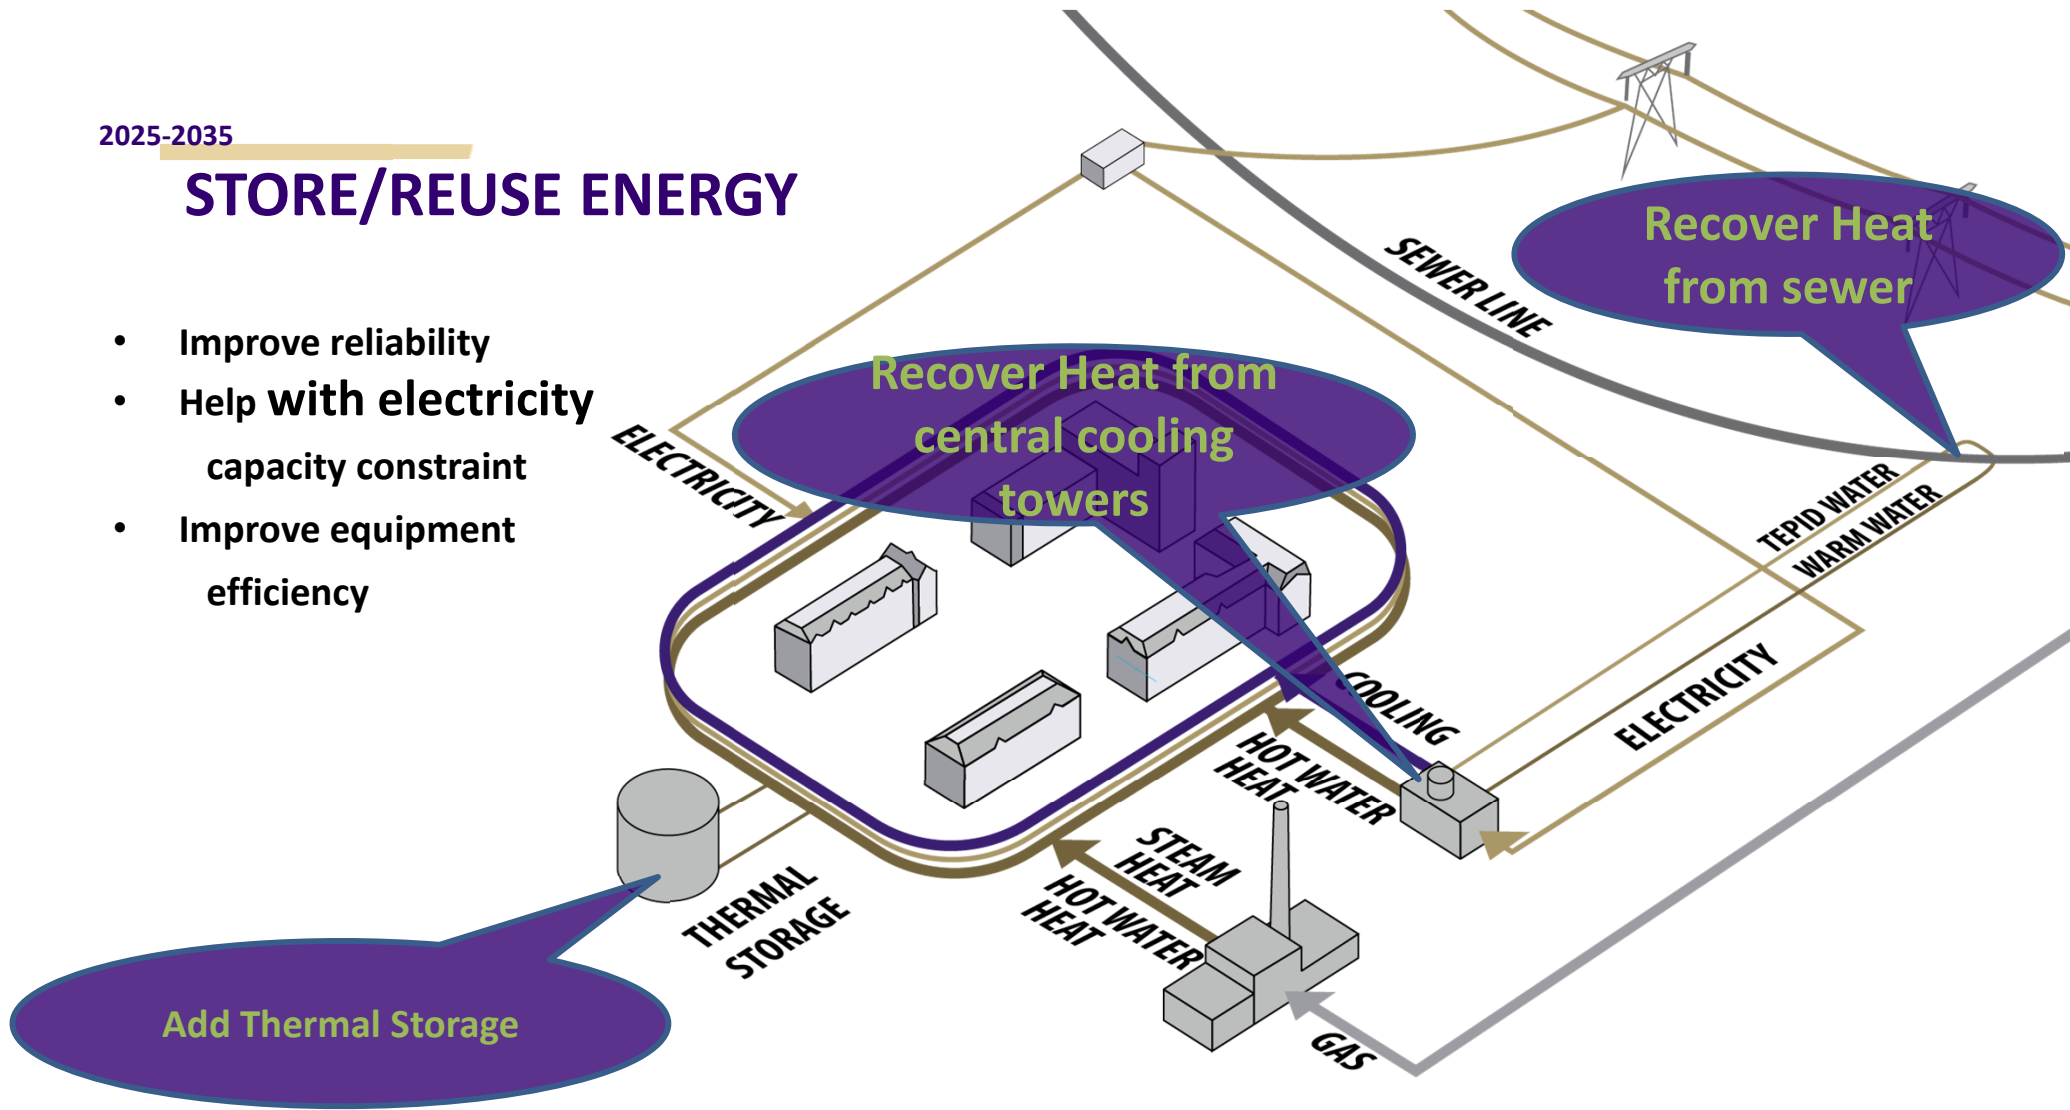 2025-2035
STORE/REUSE ENERGY
• Improve reliability
• Help with electricity
capacity constraint
• Improve equipment
efficiency
Recover Heat
from sewer
SEWER LINE
Recover Heat from
central cooling
towers
ELECTRICITY
TEPID WATER
WARM WATER
ELECTRICITY
COOLING
HOT WATER
HEAT
STEAM
HEAT
HOT WATER
HEAT
THERMAL
STORAGE
Add Thermal Storage
GAS